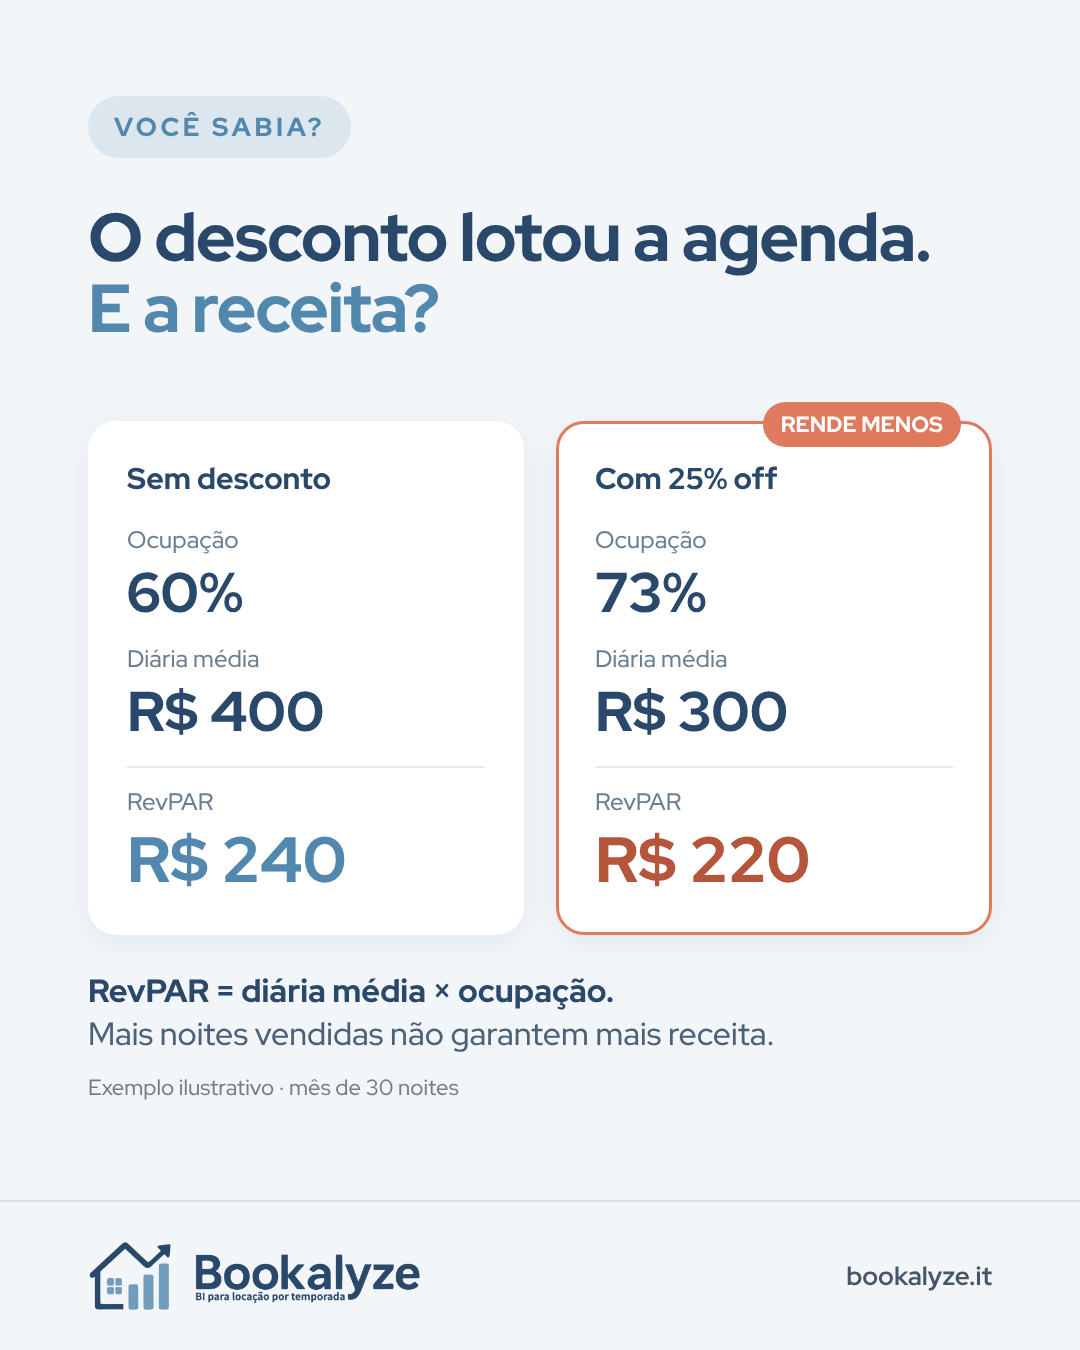 VOCÊ SABIA?
O desconto lotou a agenda.
E a receita?
Sem desconto
Ocupação
60%
Diária média
R$ 400
RevPAR
R$ 240
RENDE MENOS
Com 25% off
Ocupação
73%
Diária média
R$ 300
RevPAR
R$ 220
RevPAR = diária média × ocupação.
Mais noites vendidas não garantem mais receita.
Exemplo ilustrativo · mês de 30 noites
Bookalyze
BI para locação por temporada
bookalyze.it